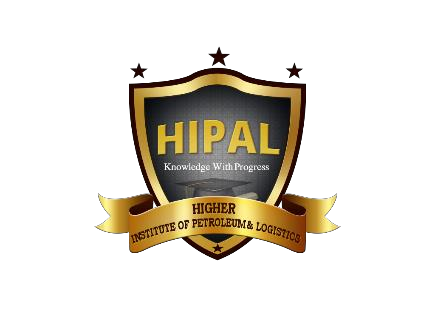 HIPAL
Knowledge With Progress
HIGHER
INSTITUTE OF PETROLEUM & LOGISTICS